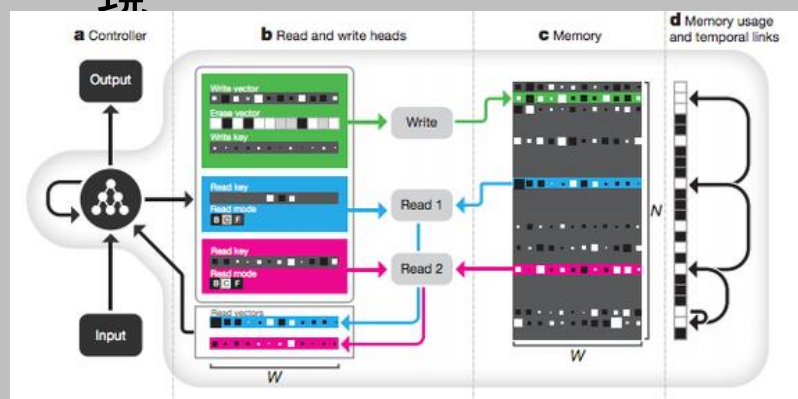 a Controller
b Read and write heads
c Memory
d Memory usage
and temporal links
Output
Input
Write vector
Erase vector
Write key
Read key
Read mode
B C F
Read key
Read mode
B C F
Read vectors
W
Write
Read 1
Read 2
N
W